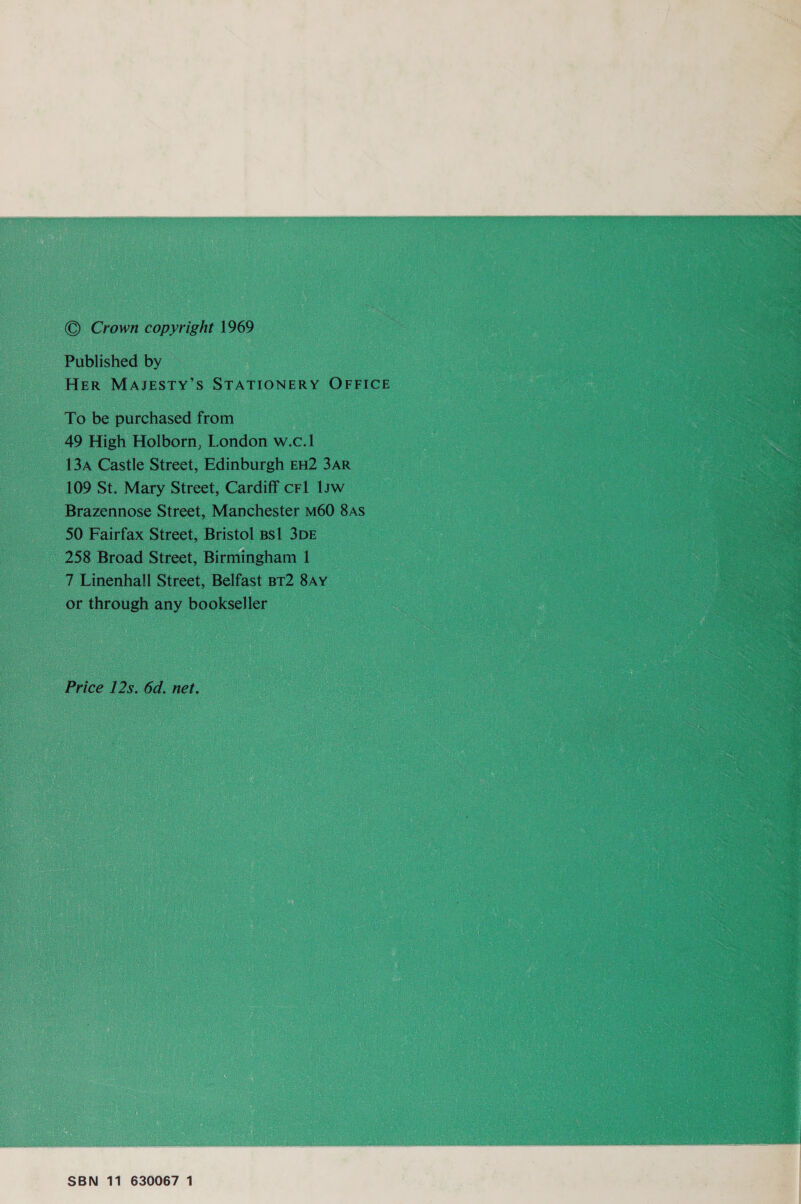 © Crown copyright 1969
Published by
HER MAJESTY'S STATIONERY OFFICE
To be purchased from
49 High Holborn, London W.C.1
13A Castle Street, Edinburgh EH2 3AR
109 St. Mary Street, Cardiff CF1 1JW
Brazennose Street, Manchester M60 8AS
50 Fairfax Street, Bristol BS1 3DE
258 Broad Street, Birmingham 1
7 Linenhall Street, Belfast BT2 8AY
or through any bookseller
Price 12s. 6d. net.
SBN 11 630067 1